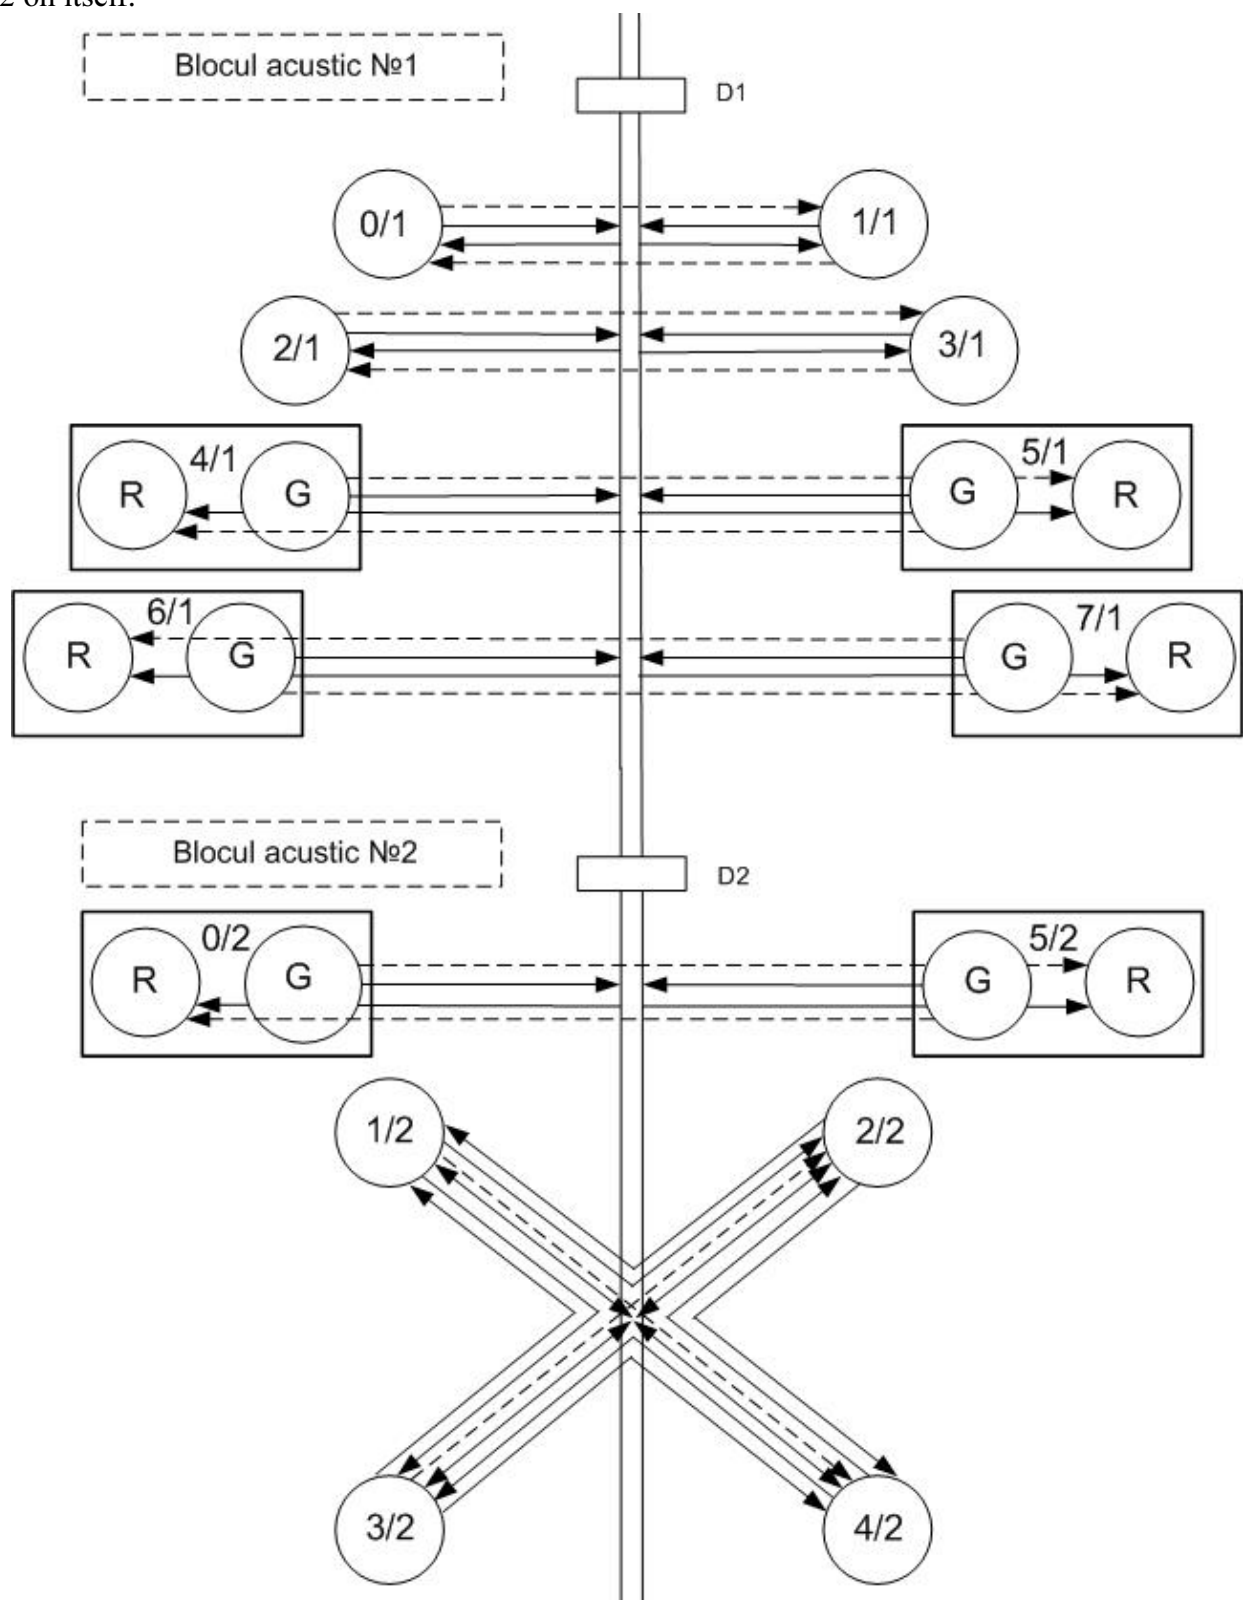 2 on itself.
Blocul acustic №1
D1
0/1 1/1
2/1 3/1
R 4/1 G G 5/1 R
R 6/1 G G 7/1 R
Blocul acustic №2
D2
R 0/2 G G 5/2 R
1/2 2/2
3/2 4/2